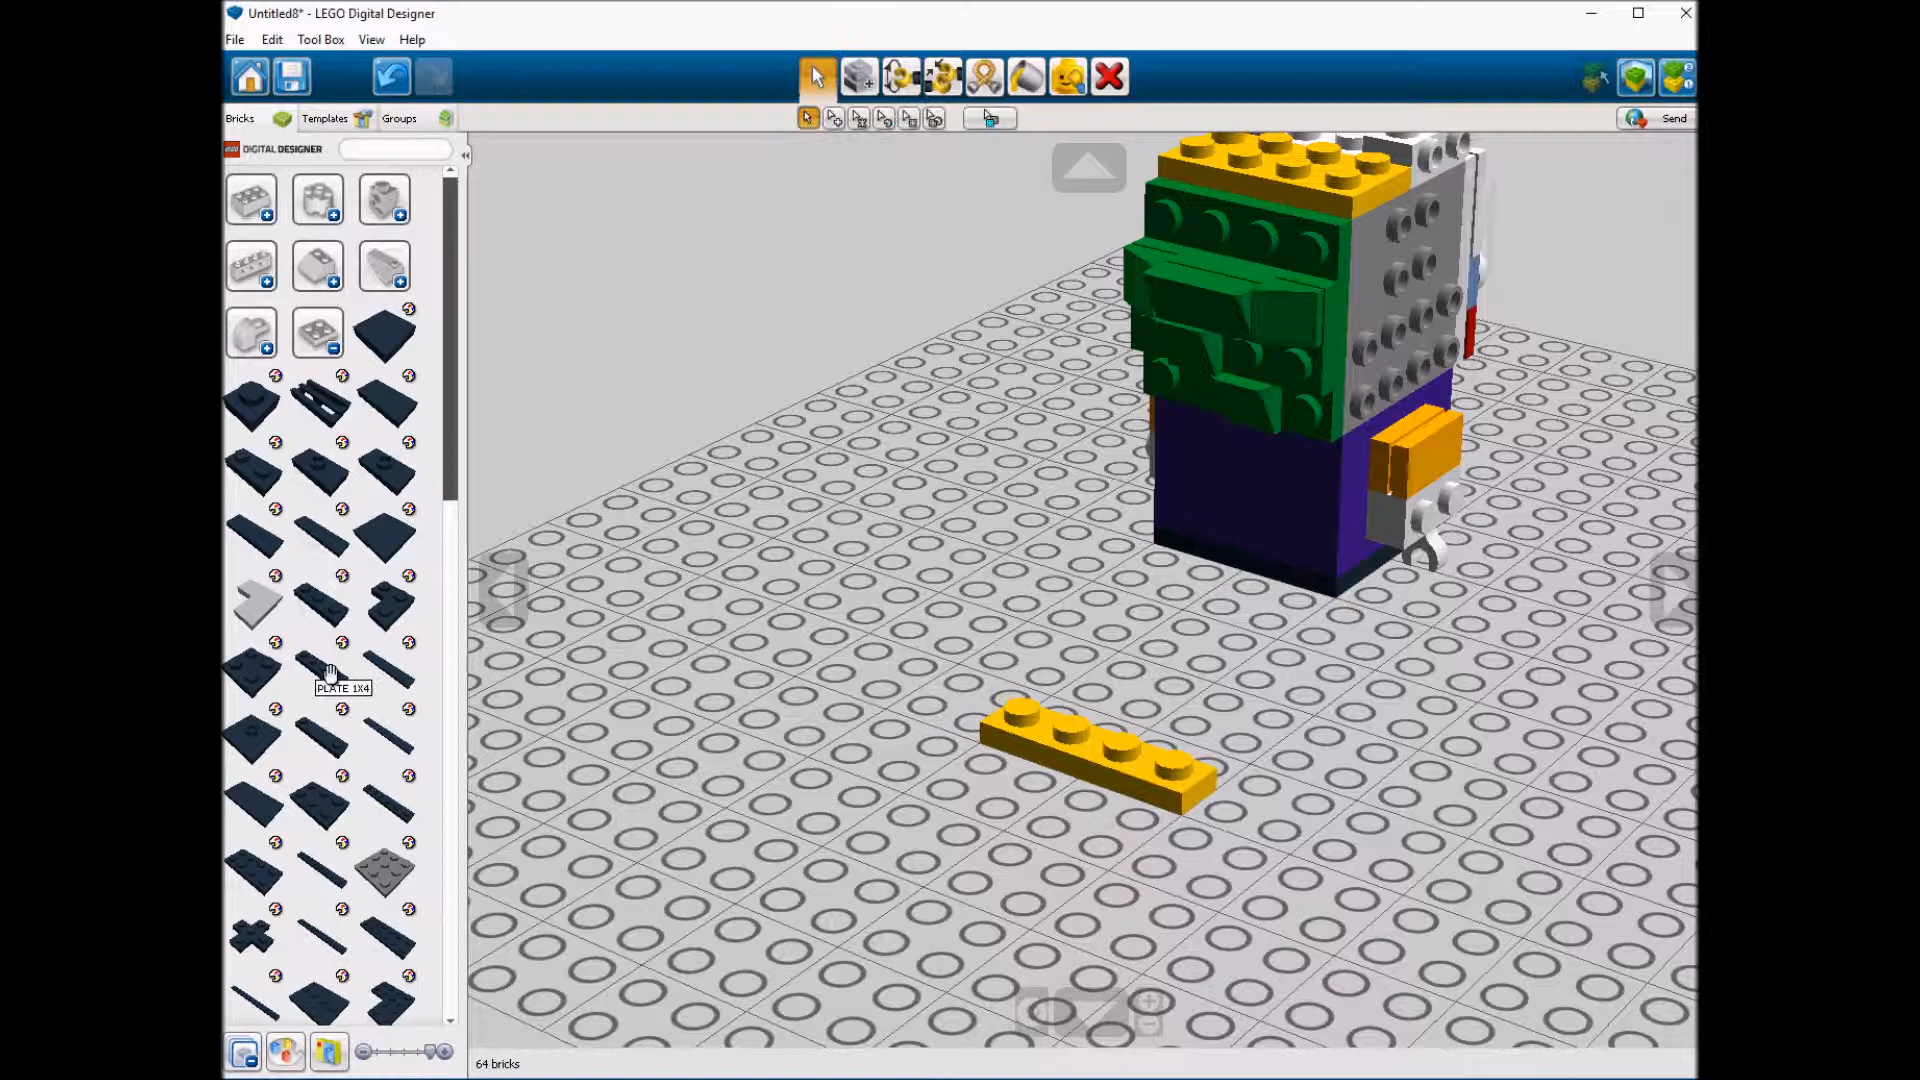 Untitled8* - LEGO Digital Designer
File Edit Tool Box View Help
Bricks Templates Groups Send
LEGO DIGITAL DESIGNER
PLATE 1X4
64 bricks